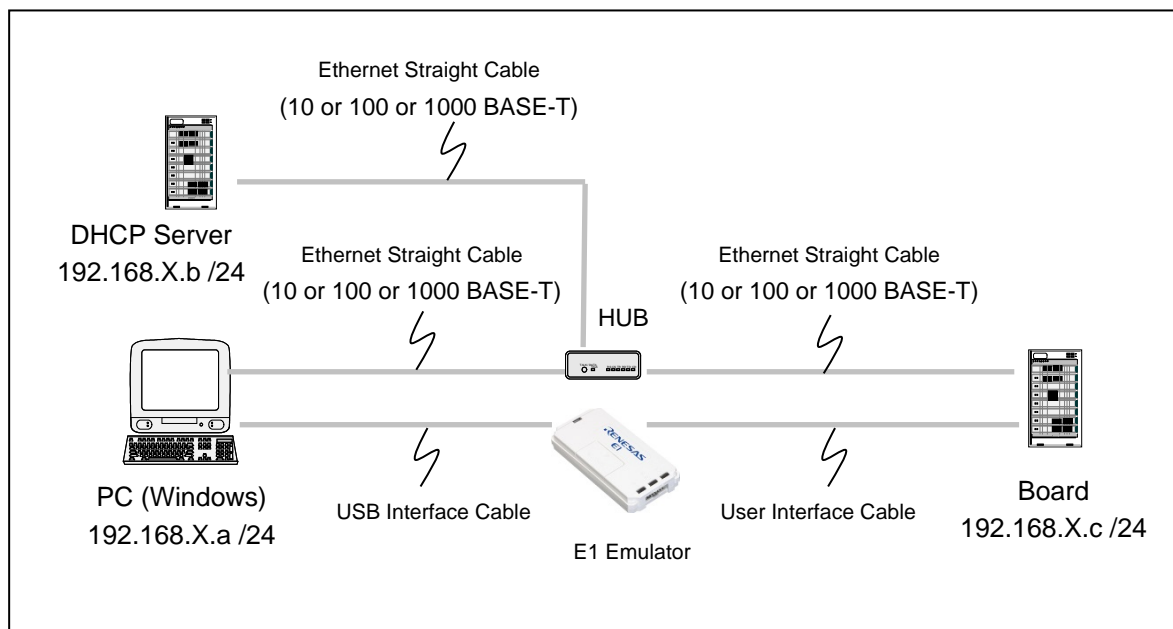 Ethernet Straight Cable
(10 or 100 or 1000 BASE-T)
DHCP Server
192.168.X.b /24
Ethernet Straight Cable
(10 or 100 or 1000 BASE-T)
Ethernet Straight Cable
(10 or 100 or 1000 BASE-T)
HUB
RENESAS
E1
PC (Windows)
192.168.X.a /24
USB Interface Cable
User Interface Cable
E1 Emulator
Board
192.168.X.c /24